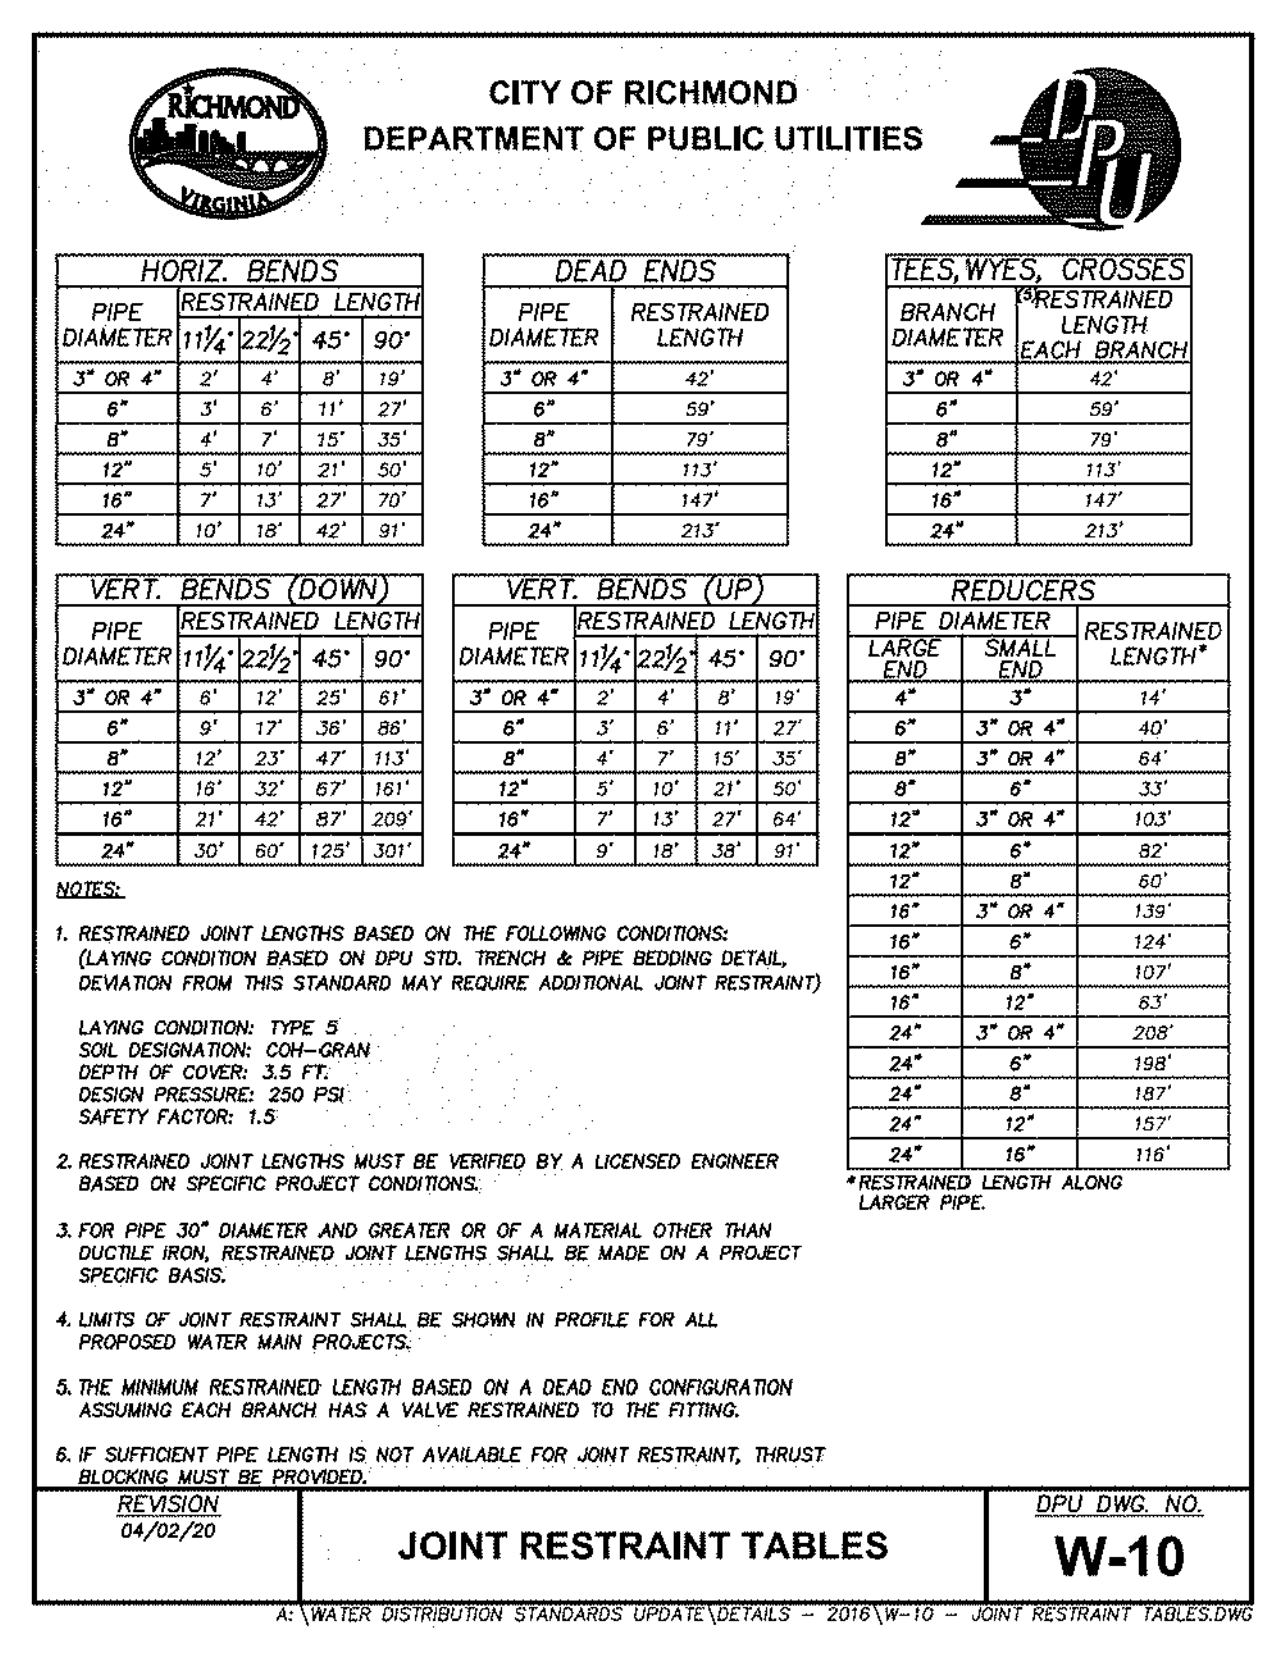 RICHMOND
VIRGINIA
CITY OF RICHMOND
DEPARTMENT OF PUBLIC UTILITIES
DPU
HORIZ. BENDS
PIPE DIAMETER RESTRAINED LENGTH
11¼° 22½° 45° 90°
3" OR 4" 2' 4' 8' 19'
6" 3' 6' 11' 27'
8" 4' 7' 15' 35'
12" 5' 10' 21' 50'
16" 7' 13' 27' 70'
24" 10' 18' 42' 91'
DEAD ENDS
PIPE DIAMETER RESTRAINED LENGTH
3" OR 4" 42'
6" 59'
8" 79'
12" 113'
16" 147'
24" 213'
TEES, WYES, CROSSES
BRANCH DIAMETER (5)RESTRAINED LENGTH EACH BRANCH
3" OR 4" 42'
6" 59'
8" 79'
12" 113'
16" 147'
24" 213'
VERT. BENDS (DOWN)
PIPE DIAMETER RESTRAINED LENGTH
11¼° 22½° 45° 90°
3" OR 4" 6' 12' 25' 61'
6" 9' 17' 36' 86'
8" 12' 23' 47' 113'
12" 16' 32' 67' 161'
16" 21' 42' 87' 209'
24" 30' 60' 125' 301'
VERT. BENDS (UP)
PIPE DIAMETER RESTRAINED LENGTH
11¼° 22½° 45° 90°
3" OR 4" 2' 4' 8' 19'
6" 3' 6' 11' 27'
8" 4' 7' 15' 35'
12" 5' 10' 21' 50'
16" 7' 13' 27' 64'
24" 9' 18' 38' 91'
REDUCERS
PIPE DIAMETER RESTRAINED LENGTH*
LARGE END SMALL END
4" 3" 14'
6" 3" OR 4" 40'
8" 3" OR 4" 64'
8" 6" 33'
12" 3" OR 4" 103'
12" 6" 82'
12" 8" 60'
16" 3" OR 4" 139'
16" 6" 124'
16" 8" 107'
16" 12" 63'
24" 3" OR 4" 208'
24" 6" 198'
24" 8" 187'
24" 12" 157'
24" 16" 116'
*RESTRAINED LENGTH ALONG
LARGER PIPE.
NOTES:
1. RESTRAINED JOINT LENGTHS BASED ON THE FOLLOWING CONDITIONS:
(LAYING CONDITION BASED ON DPU STD. TRENCH & PIPE BEDDING DETAIL,
DEVIATION FROM THIS STANDARD MAY REQUIRE ADDITIONAL JOINT RESTRAINT)
LAYING CONDITION: TYPE 5
SOIL DESIGNATION: COH-GRAN
DEPTH OF COVER: 3.5 FT.
DESIGN PRESSURE: 250 PSI
SAFETY FACTOR: 1.5
2. RESTRAINED JOINT LENGTHS MUST BE VERIFIED BY A LICENSED ENGINEER
BASED ON SPECIFIC PROJECT CONDITIONS.
3. FOR PIPE 30" DIAMETER AND GREATER OR OF A MATERIAL OTHER THAN
DUCTILE IRON, RESTRAINED JOINT LENGTHS SHALL BE MADE ON A PROJECT
SPECIFIC BASIS.
4. LIMITS OF JOINT RESTRAINT SHALL BE SHOWN IN PROFILE FOR ALL
PROPOSED WATER MAIN PROJECTS.
5. THE MINIMUM RESTRAINED LENGTH BASED ON A DEAD END CONFIGURATION
ASSUMING EACH BRANCH HAS A VALVE RESTRAINED TO THE FITTING.
6. IF SUFFICIENT PIPE LENGTH IS NOT AVAILABLE FOR JOINT RESTRAINT, THRUST
BLOCKING MUST BE PROVIDED.
REVISION
04/02/20
JOINT RESTRAINT TABLES
DPU DWG. NO.
W-10
A: \WATER DISTRIBUTION STANDARDS UPDATE\DETAILS – 2016\W-10 – JOINT RESTRAINT TABLES.DWG